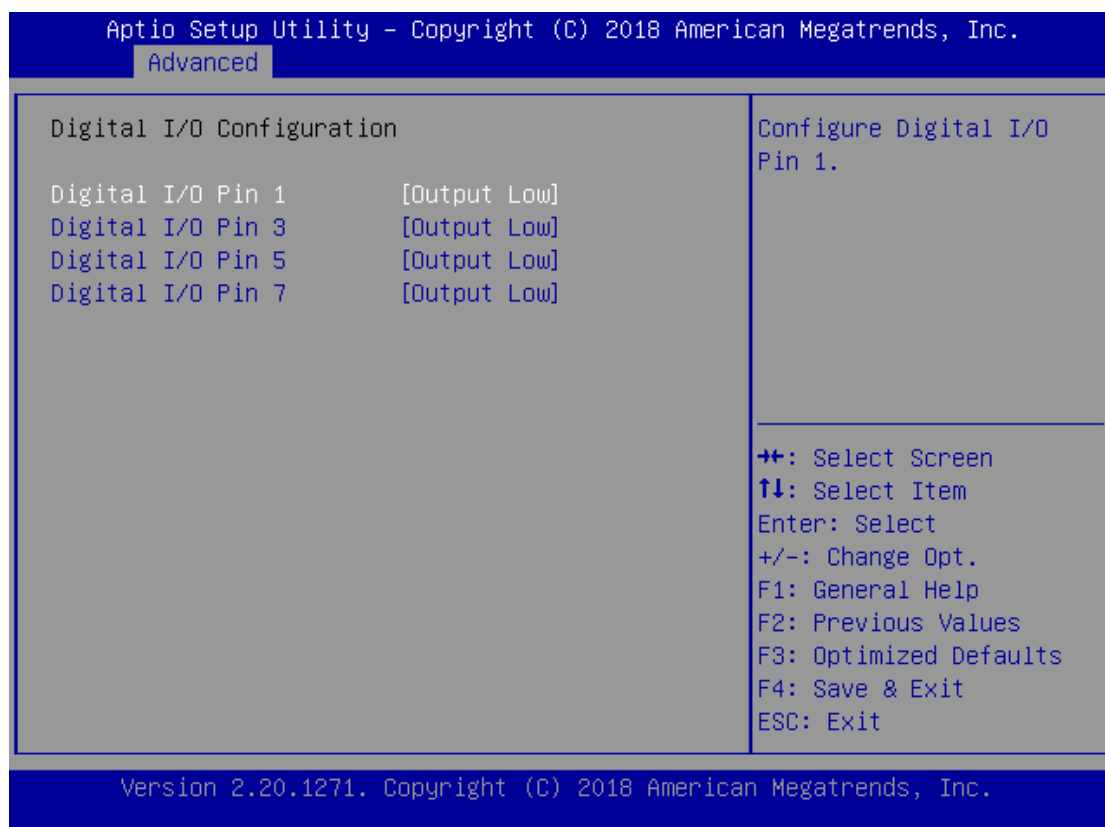 Aptio Setup Utility – Copyright (C) 2018 American Megatrends, Inc.
Advanced
Digital I/O Configuration
Digital I/O Pin 1 [Output Low]
Digital I/O Pin 3 [Output Low]
Digital I/O Pin 5 [Output Low]
Digital I/O Pin 7 [Output Low]
Configure Digital I/O
Pin 1.
→←: Select Screen
↑↓: Select Item
Enter: Select
+/-: Change Opt.
F1: General Help
F2: Previous Values
F3: Optimized Defaults
F4: Save & Exit
ESC: Exit
Version 2.20.1271. Copyright (C) 2018 American Megatrends, Inc.